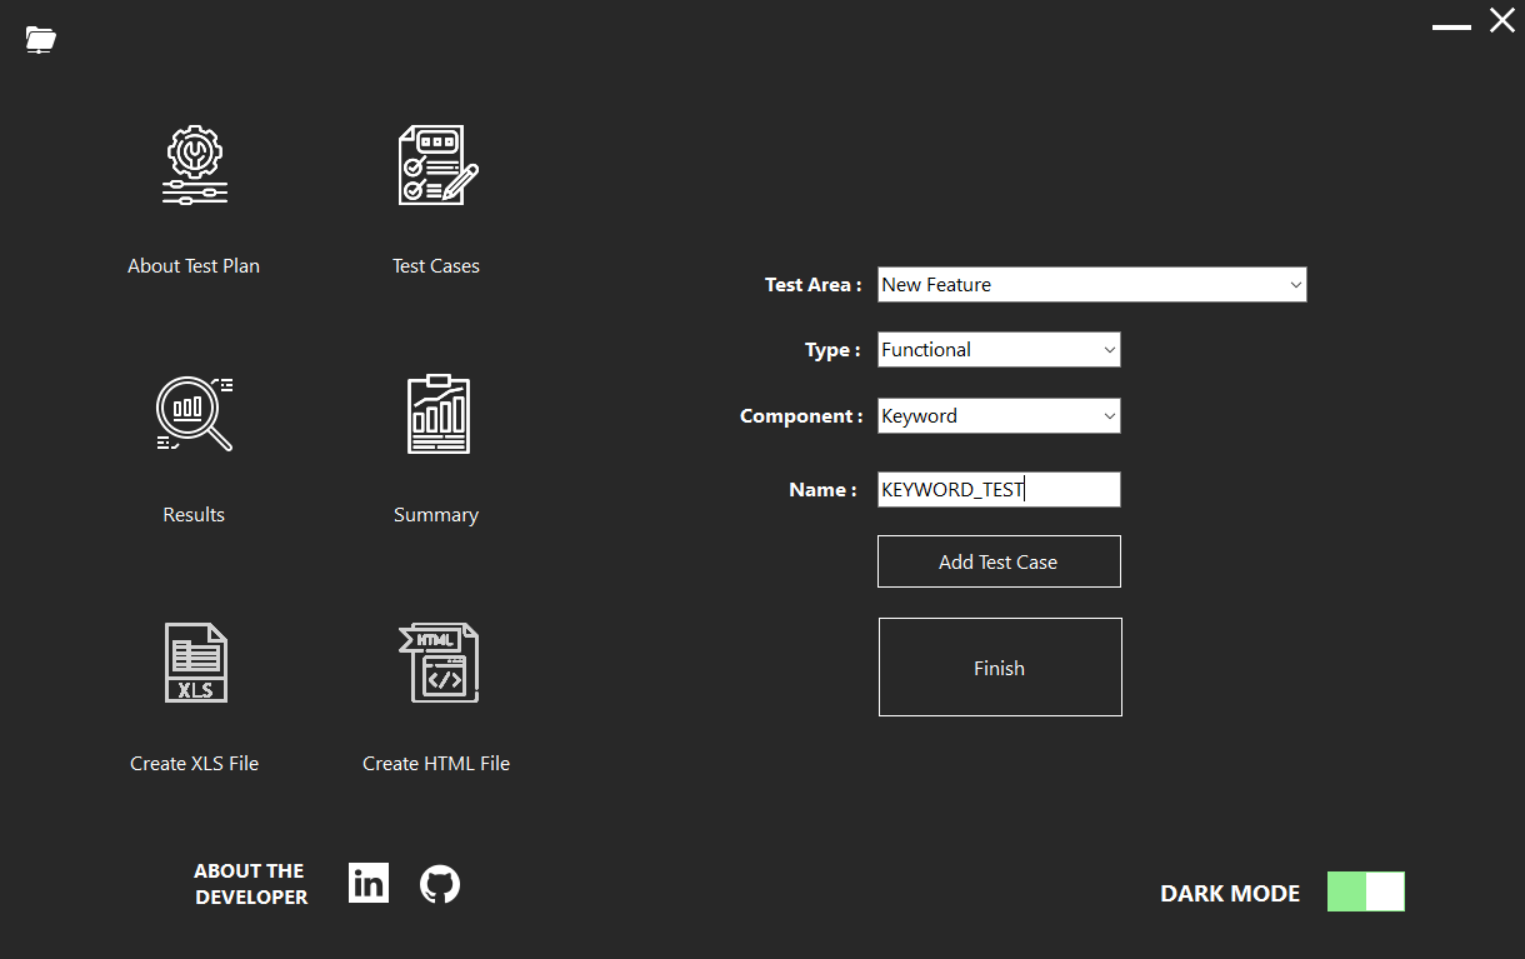 About Test Plan
Test Cases
Results
Summary
XLS
HTML
</>
Create XLS File
Create HTML File
ABOUT THE
DEVELOPER
in
Test Area : New Feature
Type : Functional
Component : Keyword
Name : KEYWORD_TEST
Add Test Case
Finish
DARK MODE